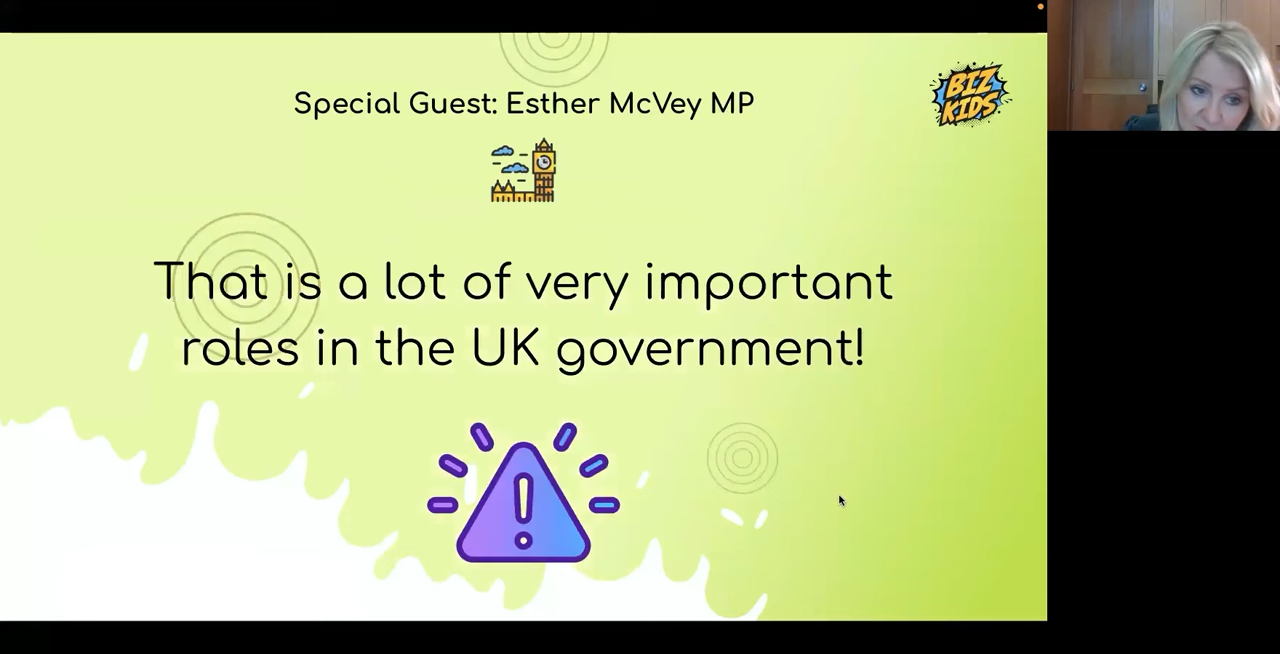 Special Guest: Esther McVey MP
BIZ
KIDS
That is a lot of very important
roles in the UK government!